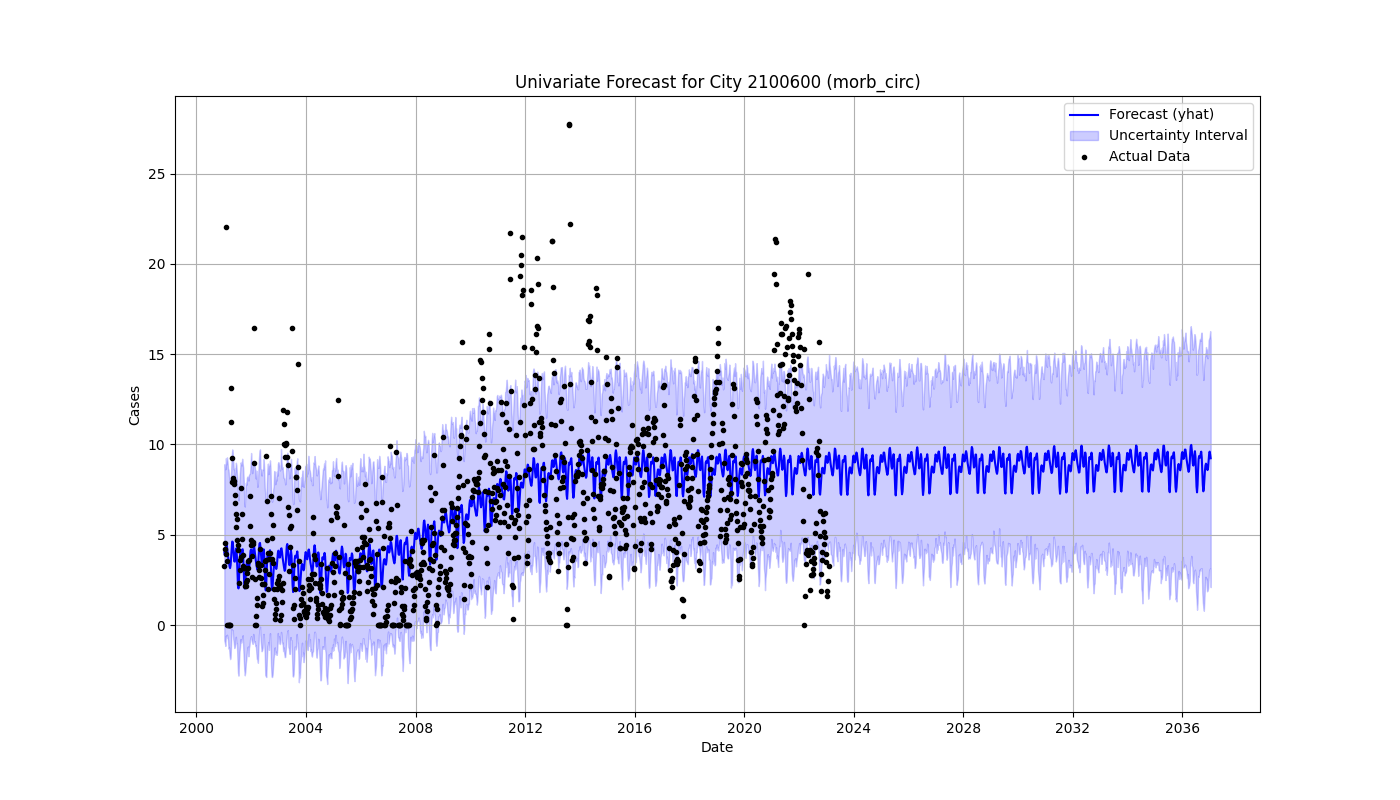 Univariate Forecast for City 2100600 (morb_circ)
Forecast (yhat)
Uncertainty Interval
Actual Data
Cases
25
20
15
10
5
0
2000 2004 2008 2012 2016 2020 2024 2028 2032 2036
Date